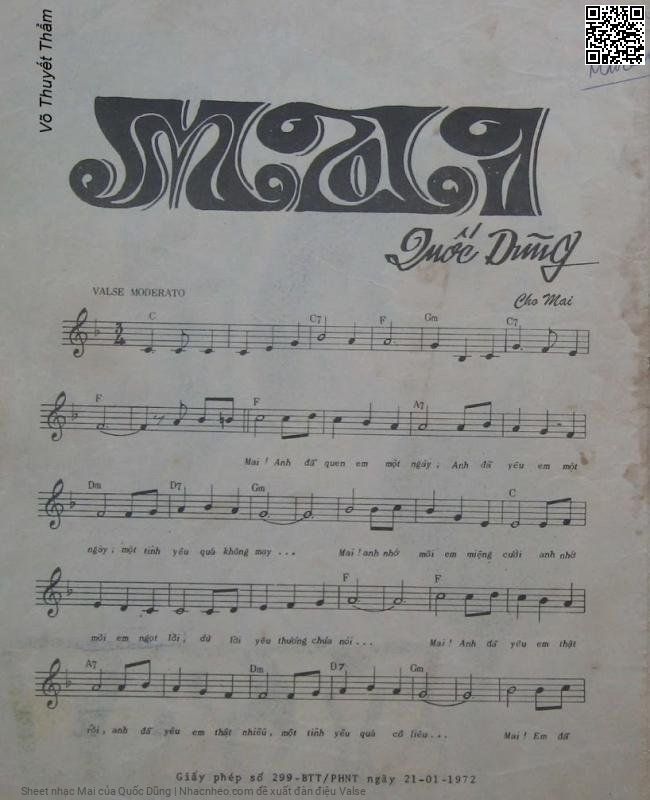 Võ Thuyết Thầm
Mai
Quốc Dũng
VALSE MODERATO
Cho Mai
C C7 F Gm C7
F F A7
Mai ! Anh đã quen em một ngày ; Anh đã yêu em một
Dm D7 Gm C
ngày ; một tình yêu quá không may ... Mai ! anh nhớ môi em miệng cười anh nhớ
F F
môi em ngọt lời, dù lời yêu thương chưa nói ... Mai ! Anh đã yêu em thật
A7 Dm D7 Gm
rồi, anh đã yêu em thật nhiều, một tình yêu quá cô liêu ... Mai ! Em đã
Giấy phép số 299-BTT/PHNT ngày 21-01-1972
Sheet nhạc Mai của Quốc Dũng | Nhacnheo.com đề xuất đàn điệu Valse